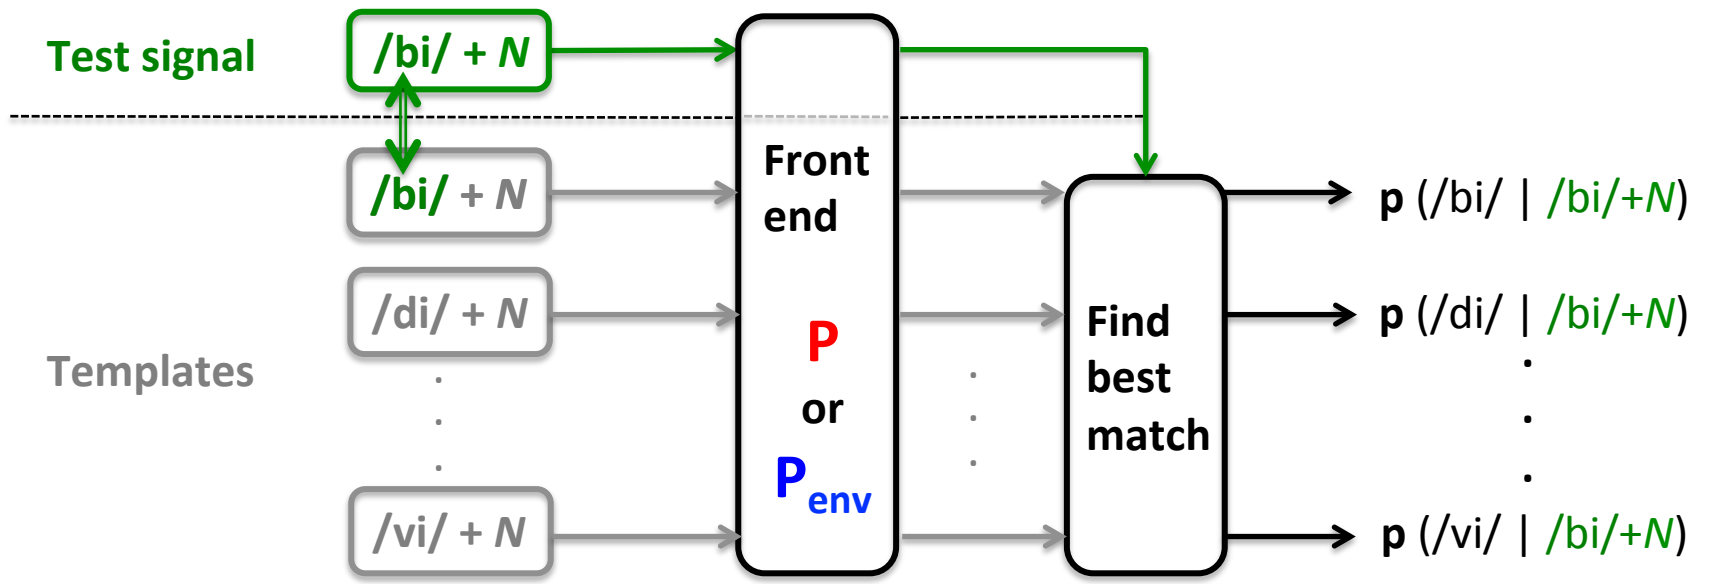 Test signal
/bi/ + N
/bi/ + N
/di/ + N
Templates
/vi/ + N
Front
end
P
or
Penv
Find
best
match
p (/bi/ | /bi/+N)
p (/di/ | /bi/+N)
p (/vi/ | /bi/+N)